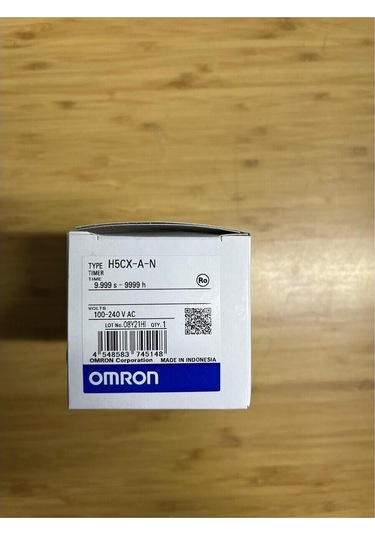 TYPE H5CX-A-N
TIMER
TIME
9.999 s - 9999 h
Ro
VOLTS
100-240 V AC
LOT No. 08Y21HI QTY. 1
4 548583 745148
OMRON Corporation MADE IN INDONESIA
OMRON